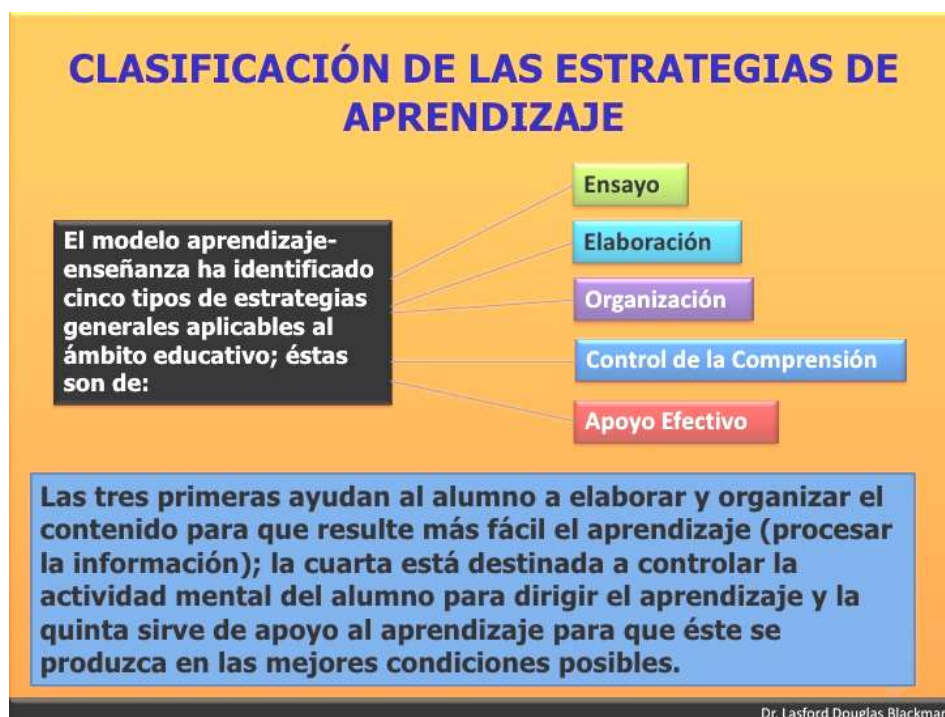 CLASIFICACIÓN DE LAS ESTRATEGIAS DE
APRENDIZAJE
El modelo aprendizaje-
enseñanza ha identificado
cinco tipos de estrategias
generales aplicables al
ámbito educativo; éstas
son de:
Ensayo
Elaboración
Organización
Control de la Comprensión
Apoyo Efectivo
Las tres primeras ayudan al alumno a elaborar y organizar el
contenido para que resulte más fácil el aprendizaje (procesar
la información); la cuarta está destinada a controlar la
actividad mental del alumno para dirigir el aprendizaje y la
quinta sirve de apoyo al aprendizaje para que éste se
produzca en las mejores condiciones posibles.
Dr. Lasford Douglas Blackman